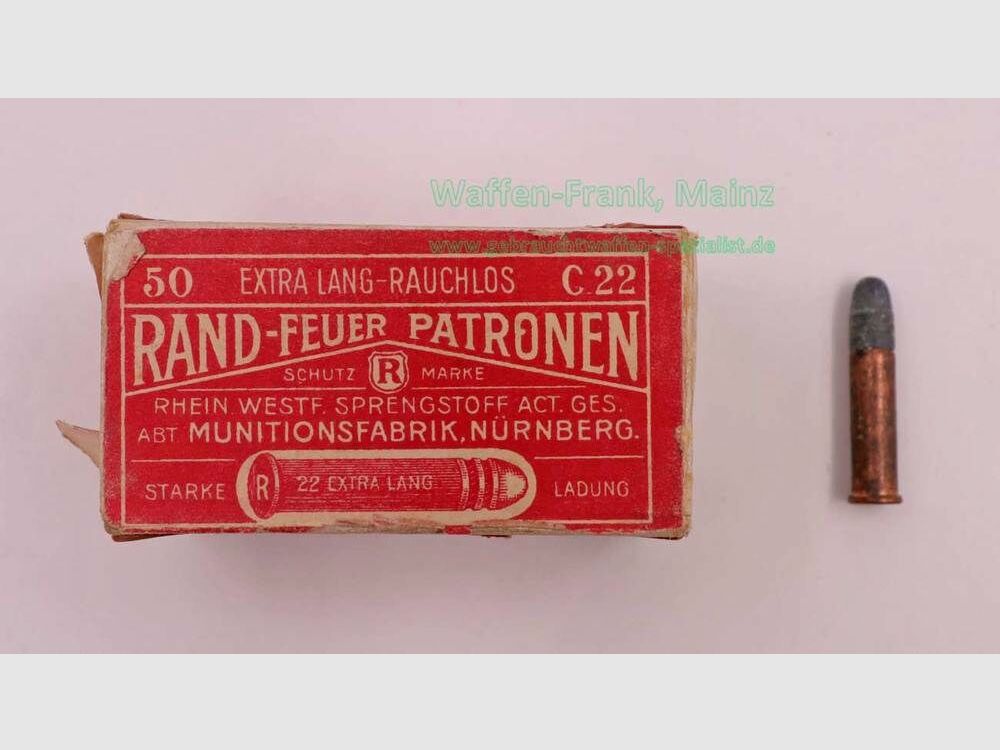 Waffen-Frank, Mainz
www.gebrauchtwaffen-spezialist.de
50 EXTRA LANG-RAUCHLOS C.22
RAND-FEUER PATRONEN
SCHUTZ R MARKE
RHEIN. WESTF. SPRENGSTOFF ACT. GES.
ABT MUNITIONSFABRIK, NÜRNBERG.
STARKE R 22 EXTRA LANG LADUNG